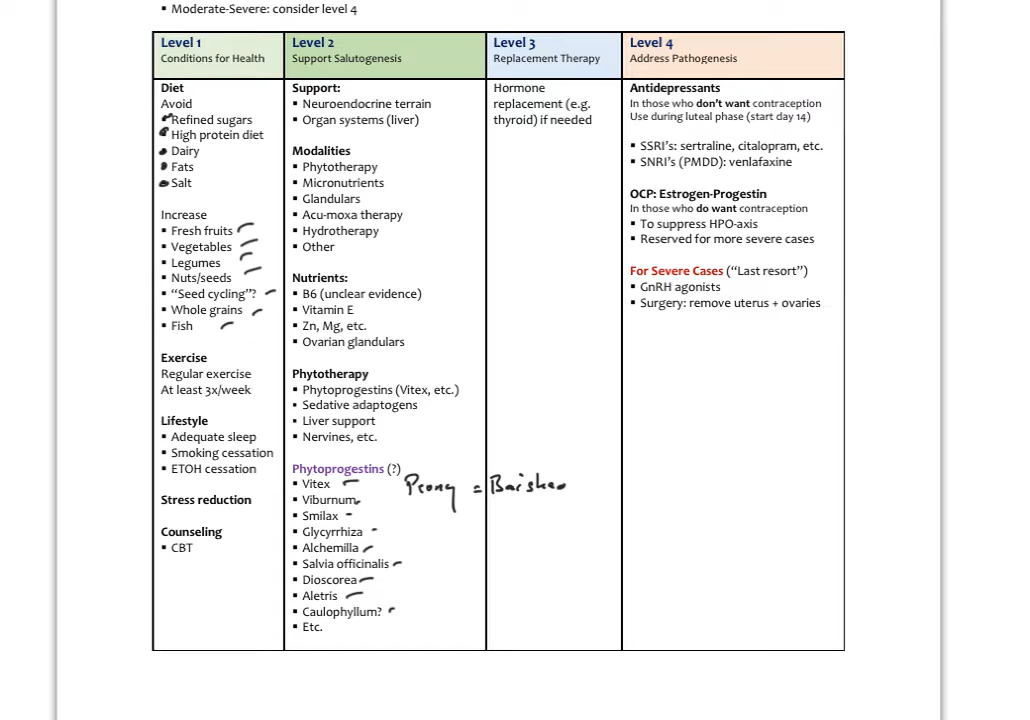 ▪ Moderate-Severe: consider level 4
Level 1
Conditions for Health
Diet
Avoid
▪ Refined sugars
▪ High protein diet
▪ Dairy
▪ Fats
▪ Salt
Increase
▪ Fresh fruits
▪ Vegetables
▪ Legumes
▪ Nuts/seeds
▪ “Seed cycling”?
▪ Whole grains
▪ Fish
Exercise
Regular exercise
At least 3x/week
Lifestyle
▪ Adequate sleep
▪ Smoking cessation
▪ ETOH cessation
Stress reduction
Counseling
▪ CBT
Level 2
Support Salutogenesis
Support:
▪ Neuroendocrine terrain
▪ Organ systems (liver)
Modalities
▪ Phytotherapy
▪ Micronutrients
▪ Glandulars
▪ Acu-moxa therapy
▪ Hydrotherapy
▪ Other
Nutrients:
▪ B6 (unclear evidence)
▪ Vitamin E
▪ Zn, Mg, etc.
▪ Ovarian glandulars
Phytotherapy
▪ Phytoprogestins (Vitex, etc.)
▪ Sedative adaptogens
▪ Liver support
▪ Nervines, etc.
Phytoprogestins (?)
▪ Vitex
▪ Viburnum
▪ Smilax
▪ Glycyrrhiza
▪ Alchemilla
▪ Salvia officinalis
▪ Dioscorea
▪ Aletris
▪ Caulophyllum?
▪ Etc.
Peony = Baishao
Level 3
Replacement Therapy
Hormone
replacement (e.g.
thyroid) if needed
Level 4
Address Pathogenesis
Antidepressants
In those who don’t want contraception
Use during luteal phase (start day 14)
▪ SSRI’s: sertraline, citalopram, etc.
▪ SNRI’s (PMDD): venlafaxine
OCP: Estrogen-Progestin
In those who do want contraception
▪ To suppress HPO-axis
▪ Reserved for more severe cases
For Severe Cases (“Last resort”)
▪ GnRH agonists
▪ Surgery: remove uterus + ovaries